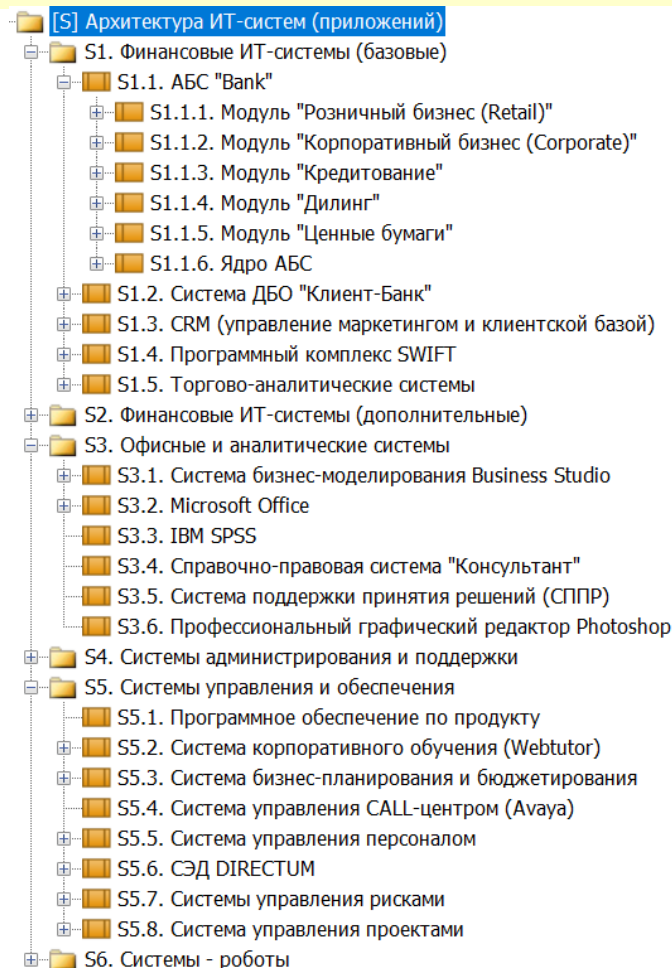 [S] Архитектура ИТ-систем (приложений)
S1. Финансовые ИТ-системы (базовые)
S1.1. АБС "Bank"
S1.1.1. Модуль "Розничный бизнес (Retail)"
S1.1.2. Модуль "Корпоративный бизнес (Corporate)"
S1.1.3. Модуль "Кредитование"
S1.1.4. Модуль "Дилинг"
S1.1.5. Модуль "Ценные бумаги"
S1.1.6. Ядро АБС
S1.2. Система ДБО "Клиент-Банк"
S1.3. CRM (управление маркетингом и клиентской базой)
S1.4. Программный комплекс SWIFT
S1.5. Торгово-аналитические системы
S2. Финансовые ИТ-системы (дополнительные)
S3. Офисные и аналитические системы
S3.1. Система бизнес-моделирования Business Studio
S3.2. Microsoft Office
S3.3. IBM SPSS
S3.4. Справочно-правовая система "Консультант"
S3.5. Система поддержки принятия решений (СППР)
S3.6. Профессиональный графический редактор Photoshop
S4. Системы администрирования и поддержки
S5. Системы управления и обеспечения
S5.1. Программное обеспечение по продукту
S5.2. Система корпоративного обучения (Webtutor)
S5.3. Система бизнес-планирования и бюджетирования
S5.4. Система управления CALL-центром (Avaya)
S5.5. Система управления персоналом
S5.6. СЭД DIRECTUM
S5.7. Системы управления рисками
S5.8. Система управления проектами
S6. Системы - роботы